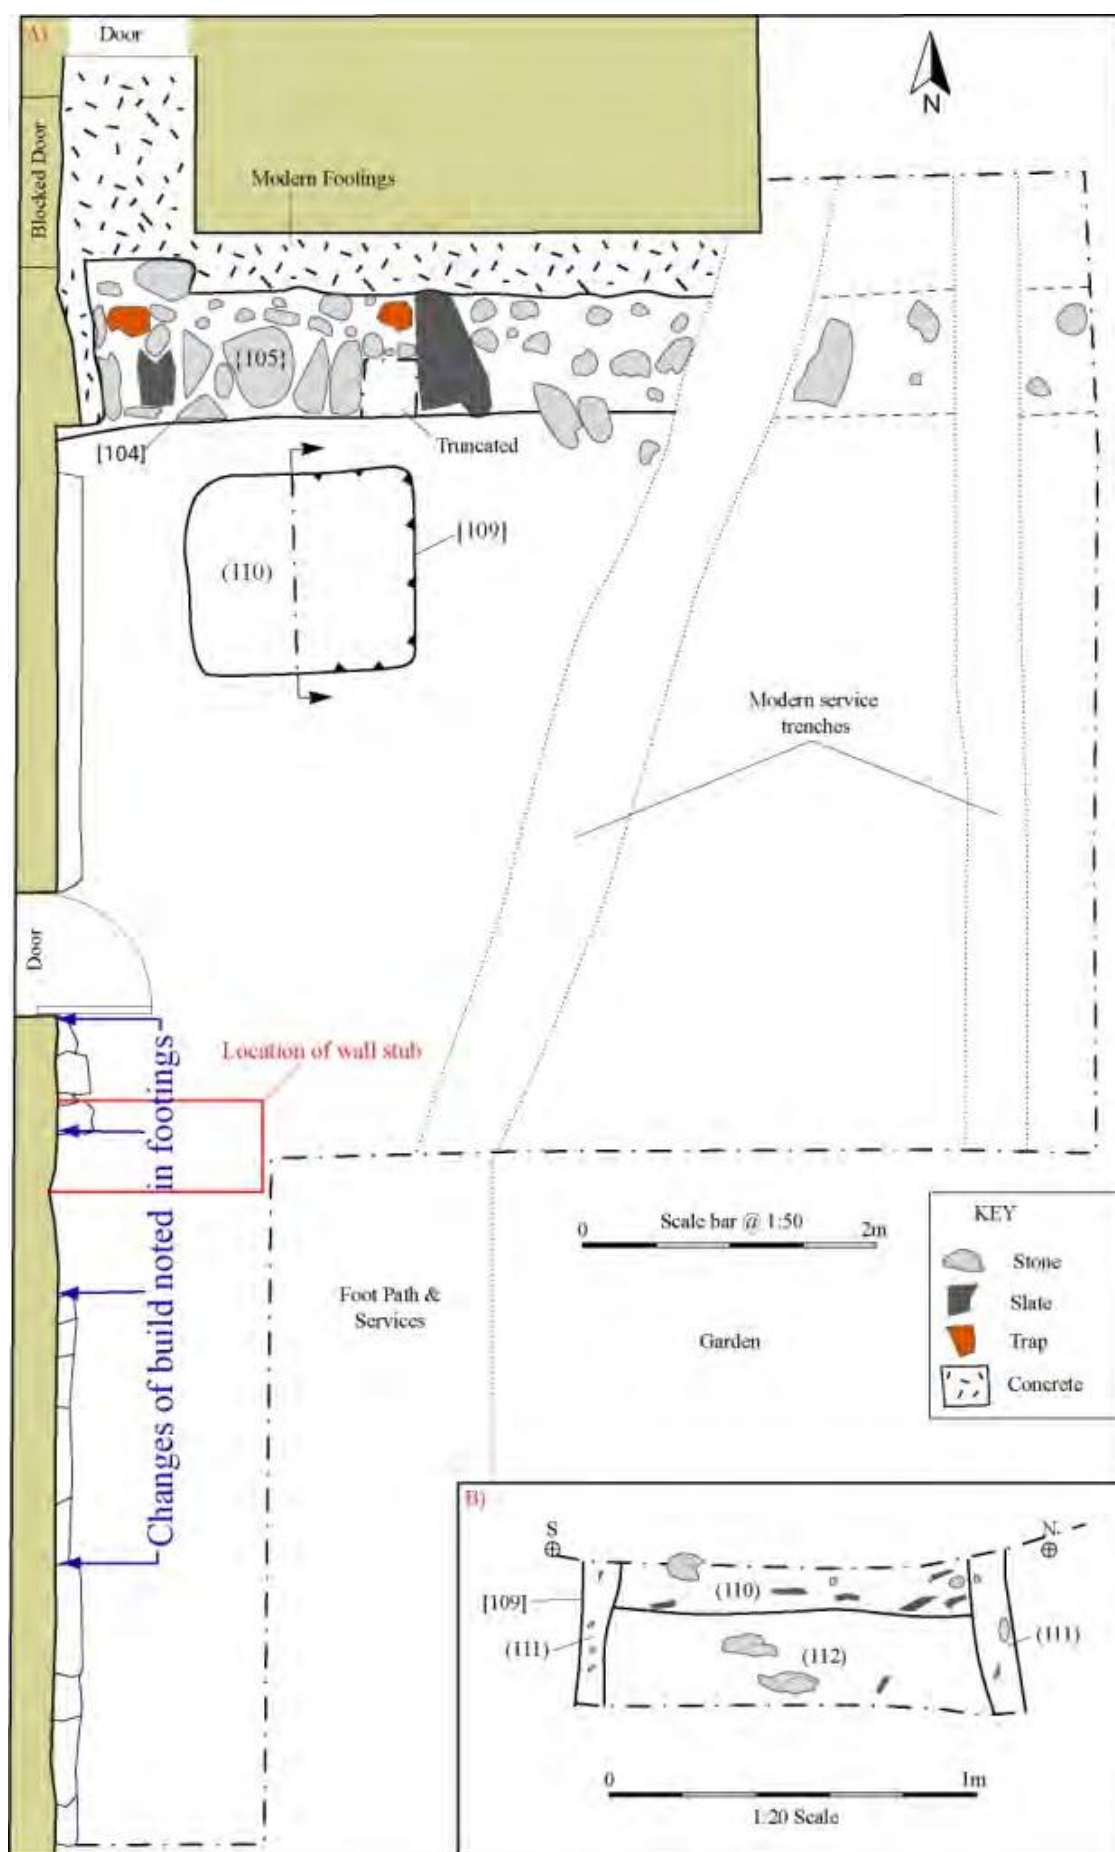 A)
Door
N
Blocked Door
Modern Footings
[105]
[104]
Truncated
[109]
(110)
Modern service
trenches
Door
Location of wall stub
Changes of build noted in footings
0 Scale bar @ 1:50 2m
KEY
Stone
Slate
Trap
Concrete
Foot Path &
Services
Garden
B)
S
N
(110)
[109]
(111)
(112)
(111)
0 1m
1:20 Scale